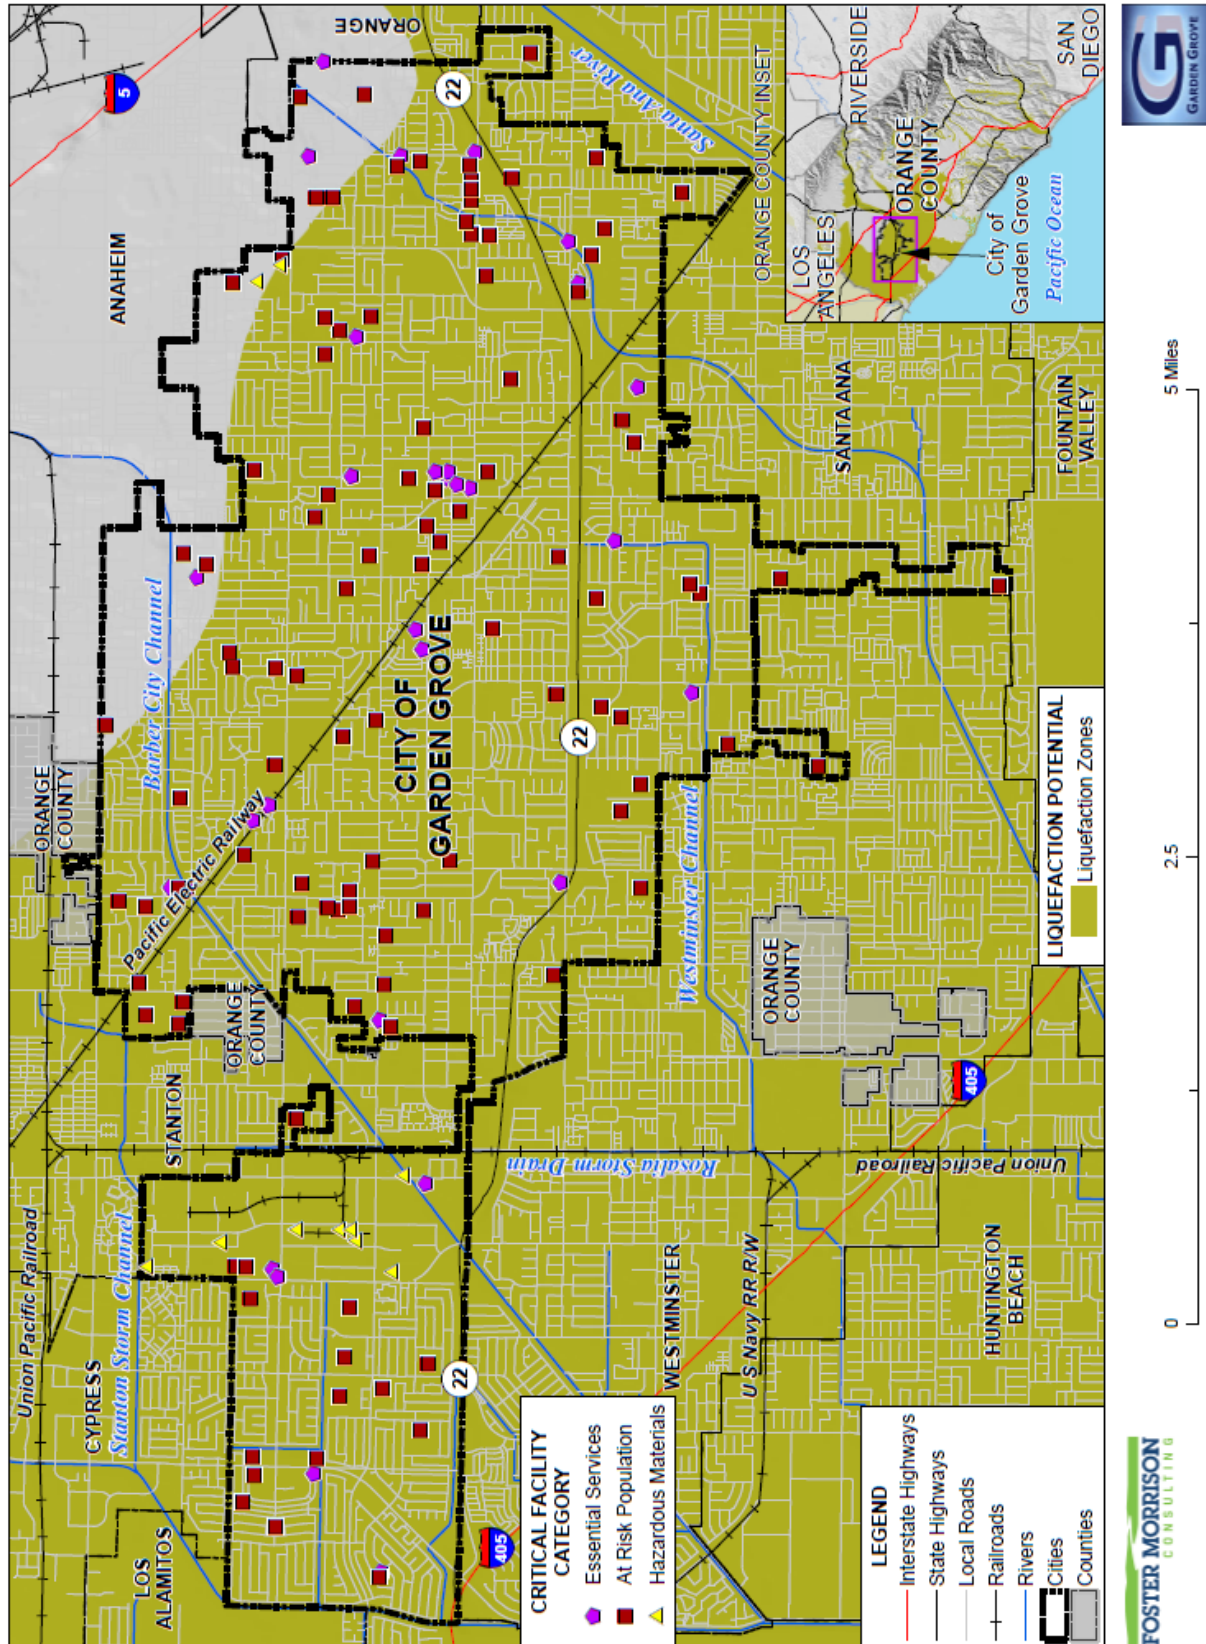 ORANGE
5
ANAHEIM
22
Santa Ana River
ORANGE
COUNTY
Barber City Channel
Pacific Electric Railway
CITY OF
GARDEN GROVE
22
SANTA ANA
FOUNTAIN
VALLEY
ORANGE
COUNTY
STANTON
Westminster Channel
ORANGE
COUNTY
405
Union Pacific Railroad
CYPRESS
Stanton Storm Channel
LOS
ALAMITOS
Rosalia Storm Drain
Union Pacific Railroad
22
WESTMINSTER
U S Navy RR R/W
HUNTINGTON
BEACH
405
ORANGE COUNTY INSET
LOS
ANGELES
RIVERSIDE
ORANGE
COUNTY
SAN
DIEGO
City of
Garden Grove
Pacific Ocean
LIQUEFACTION POTENTIAL
Liquefaction Zones
CRITICAL FACILITY
CATEGORY
Essential Services
At Risk Population
Hazardous Materials
LEGEND
Interstate Highways
State Highways
Local Roads
Railroads
Rivers
Cities
Counties
FOSTER MORRISON
CONSULTING
0
2.5
5 Miles
G
GARDEN GROVE